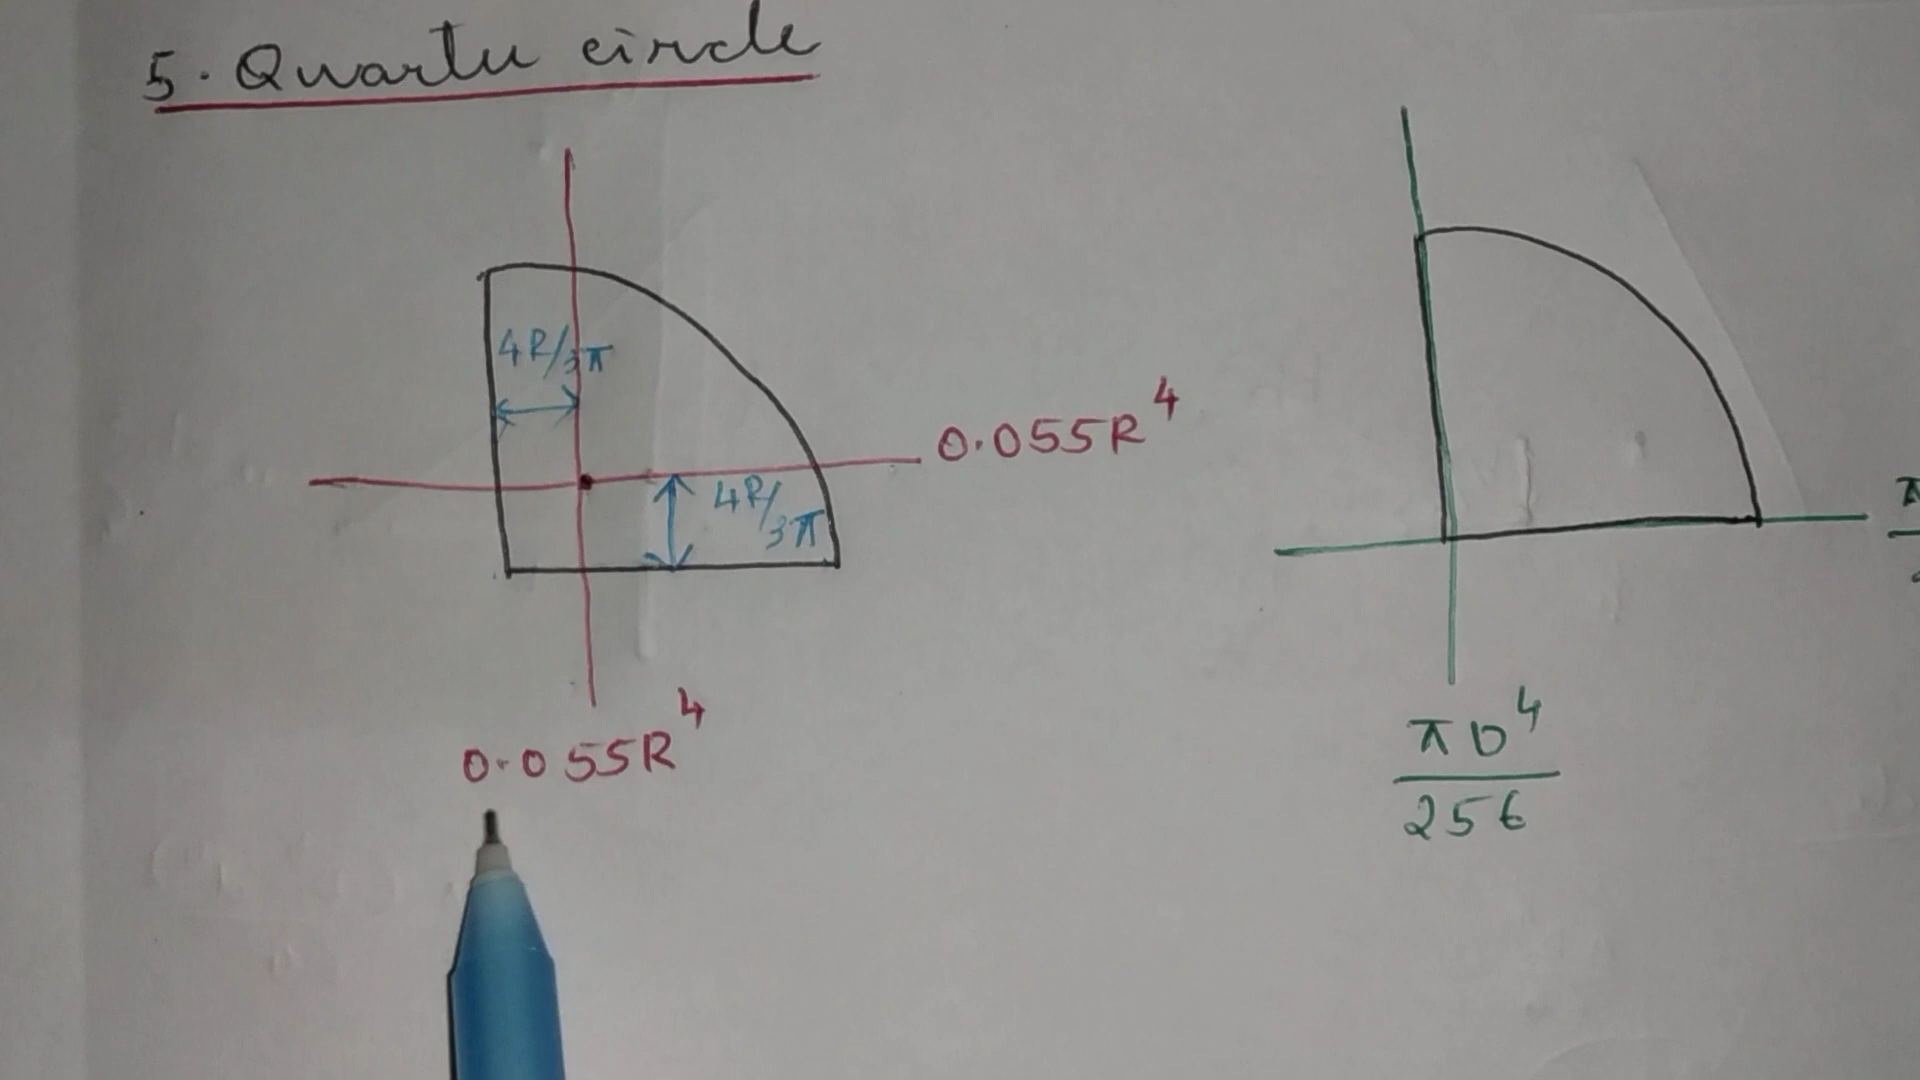 5. Quarter circle
4R/3π
0.055R⁴
4R/3π
0.055R⁴
πD⁴
256
π